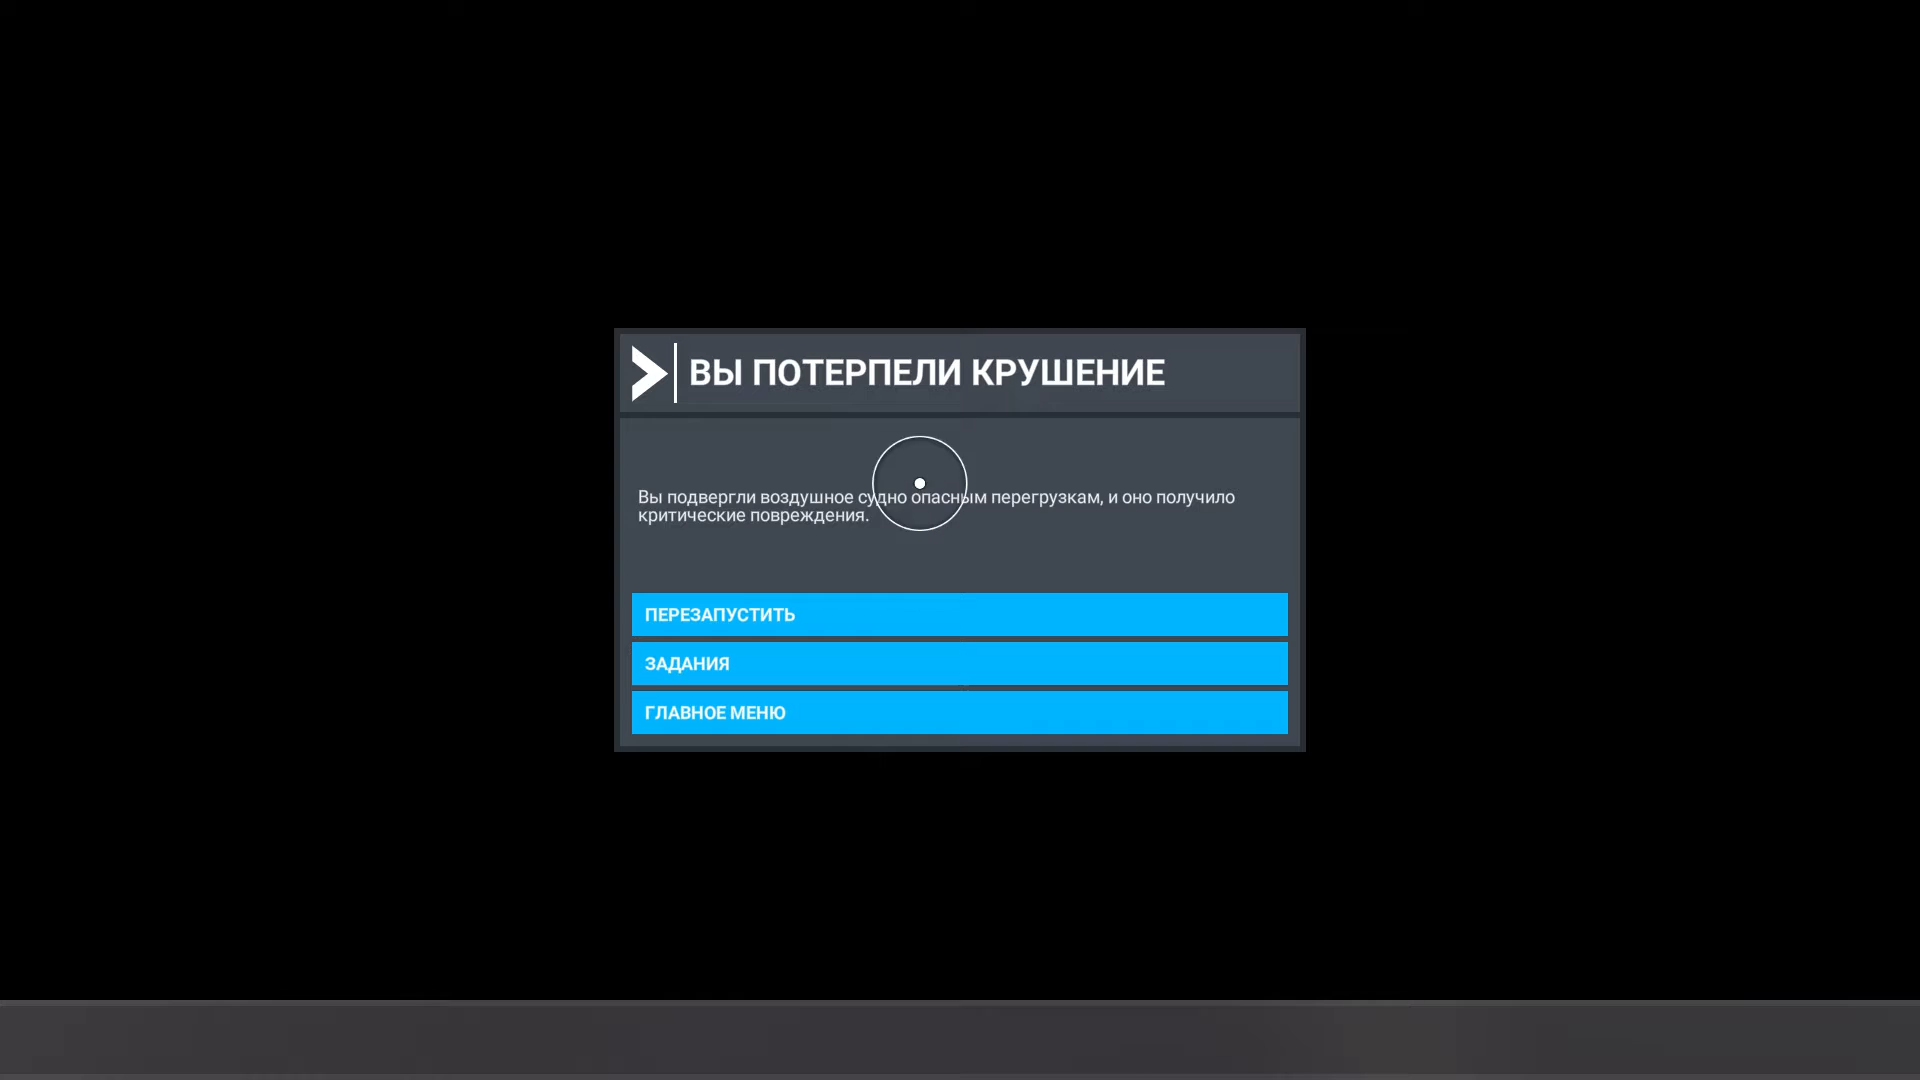 ВЫ ПОТЕРПЕЛИ КРУШЕНИЕ
Вы подвергли воздушное судно опасным перегрузкам, и оно получило
критические повреждения.
ПЕРЕЗАПУСТИТЬ
ЗАДАНИЯ
ГЛАВНОЕ МЕНЮ